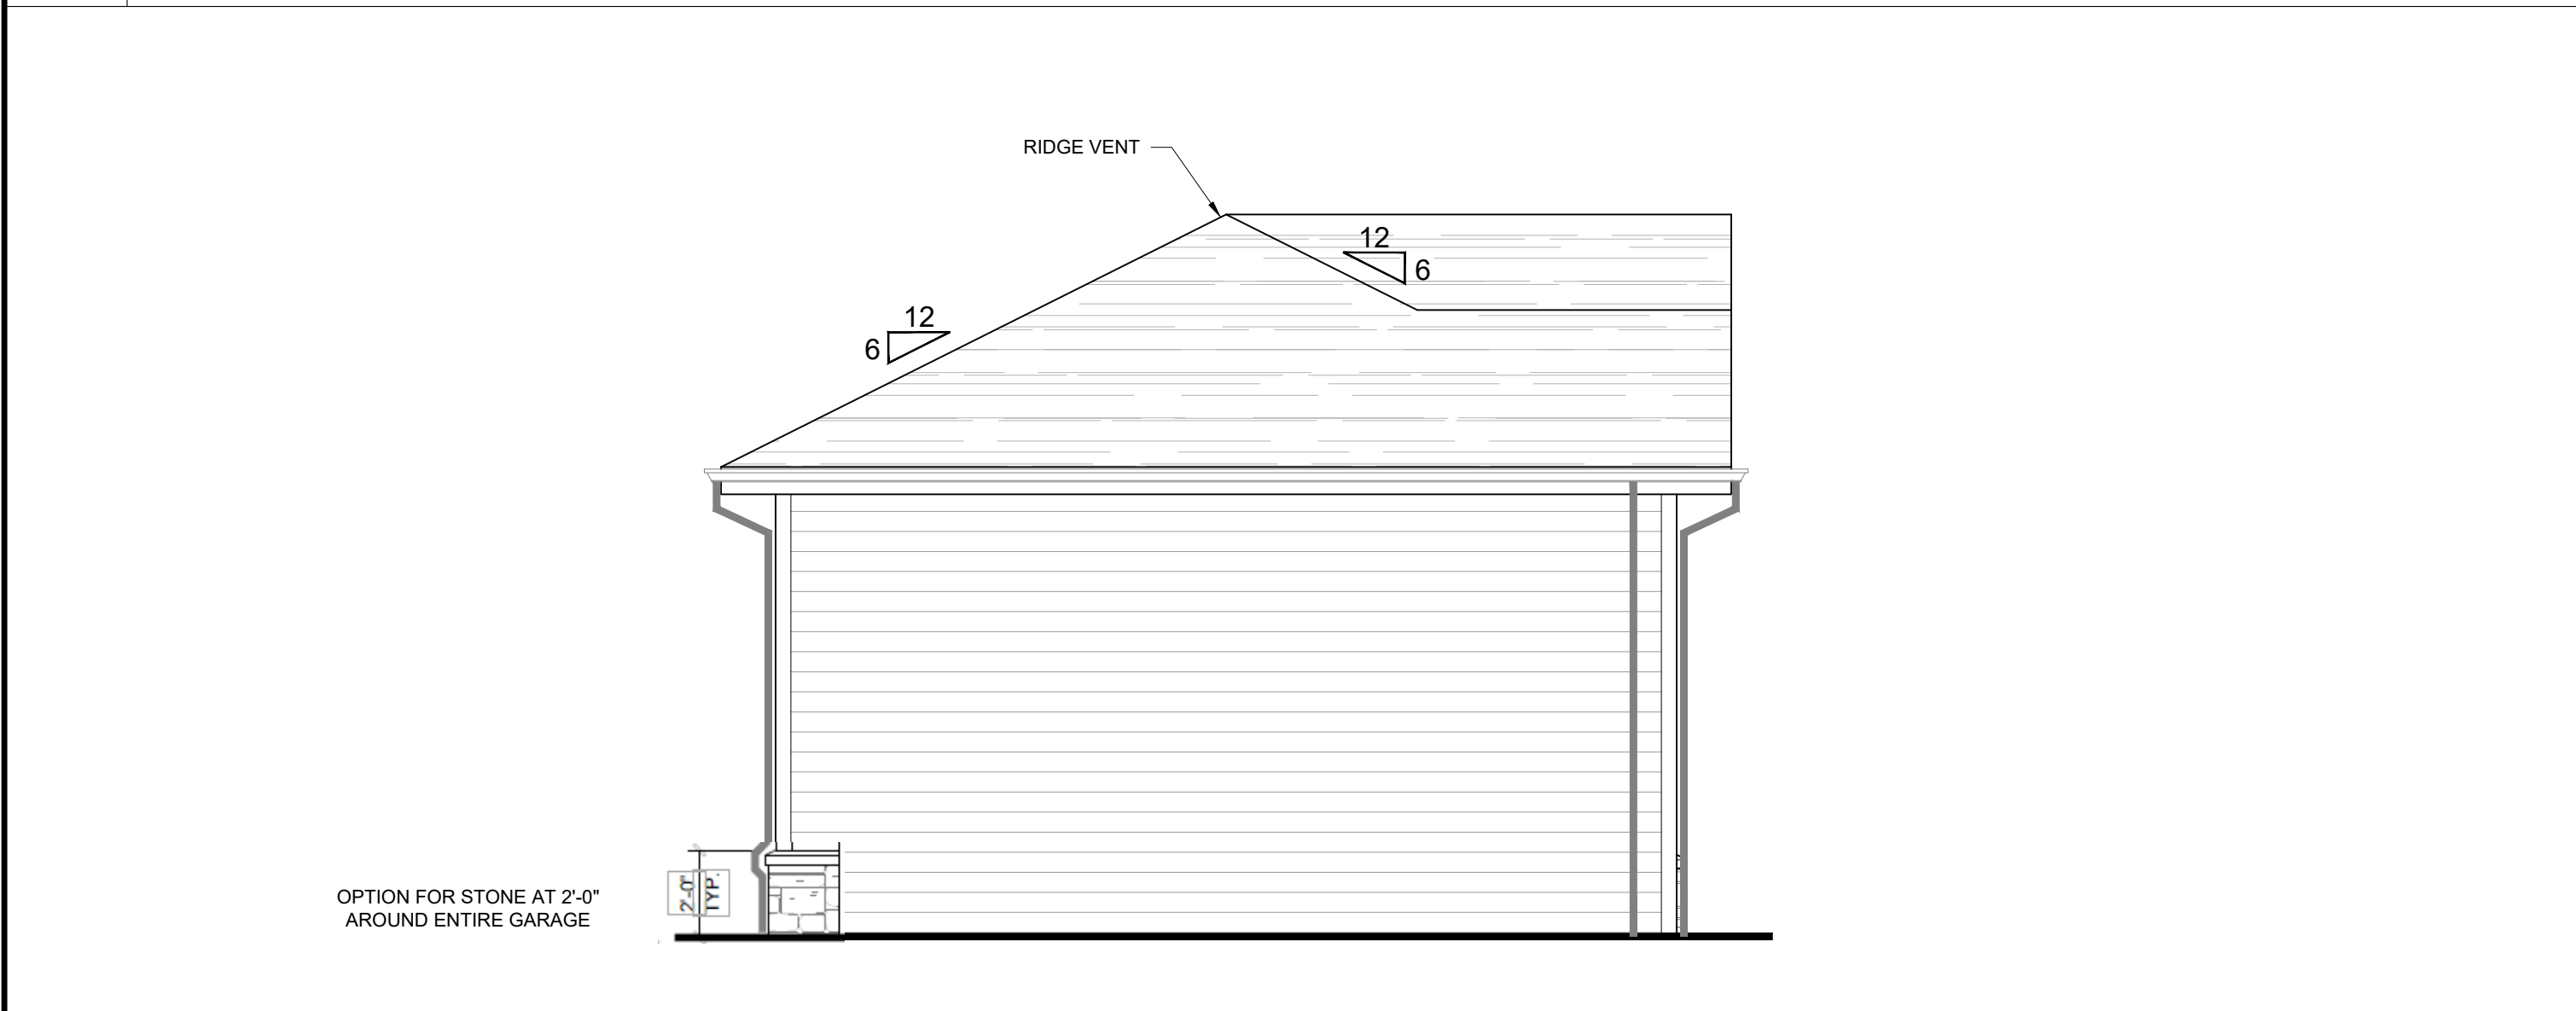 RIDGE VENT
12
6
12
6
OPTION FOR STONE AT 2'-0"
AROUND ENTIRE GARAGE
2'-0"
TYP.